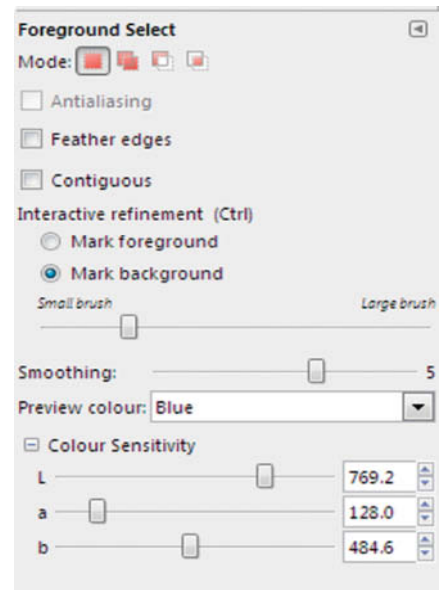 Foreground Select
Mode:
Antialiasing
Feather edges
Contiguous
Interactive refinement (Ctrl)
Mark foreground
Mark background
Small brush Large brush
Smoothing: 5
Preview colour: Blue
Colour Sensitivity
L 769.2
a 128.0
b 484.6